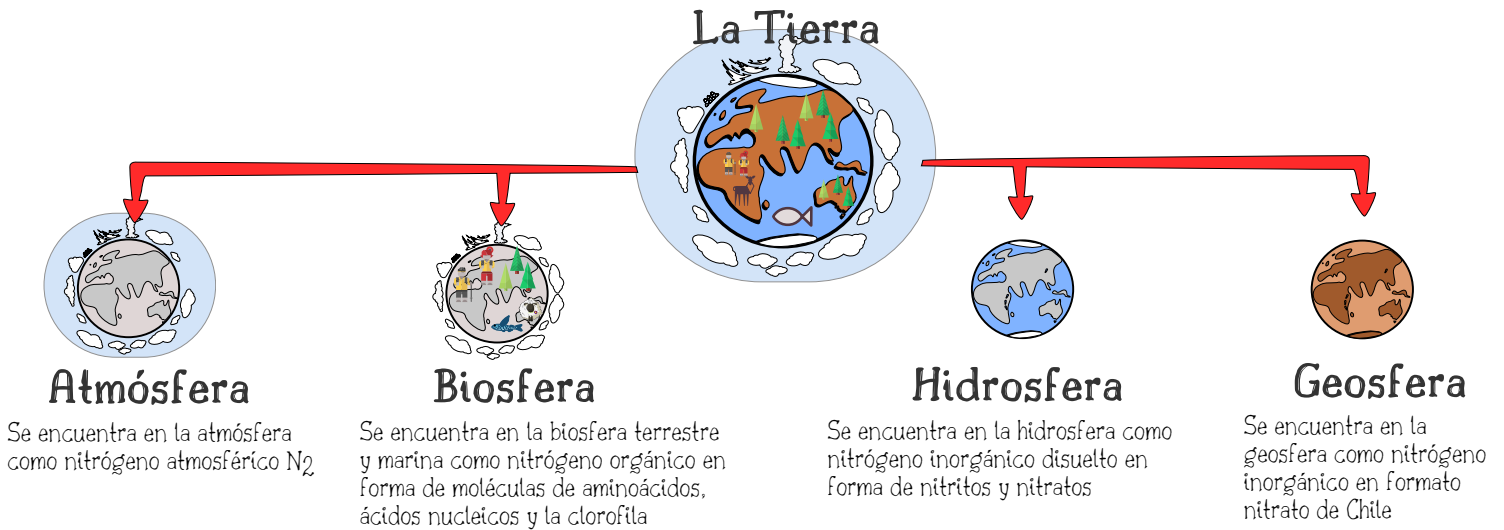 La Tierra
Atmósfera
Se encuentra en la atmósfera
como nitrógeno atmosférico N2
Biosfera
Se encuentra en la biosfera terrestre
y marina como nitrógeno orgánico en
forma de moléculas de aminoácidos,
ácidos nucleicos y la clorofila
Hidrosfera
Se encuentra en la hidrosfera como
nitrógeno inorgánico disuelto en
forma de nitritos y nitratos
Geosfera
Se encuentra en la
geosfera como nitrógeno
inorgánico en formato
nitrato de Chile